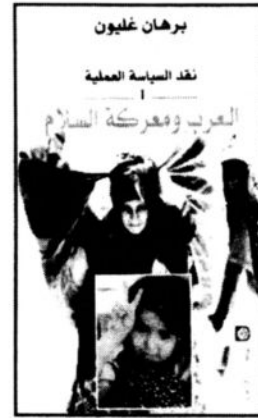 برهان غليون
نقد السياسة العملية
١
العرب ومعركة السلام